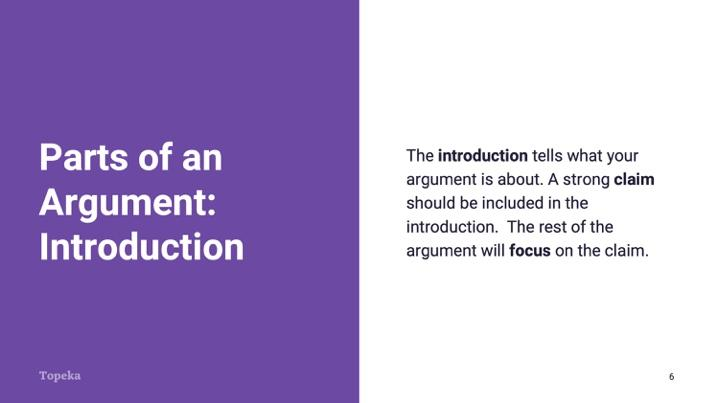 Parts of an
Argument:
Introduction
The introduction tells what your
argument is about. A strong claim
should be included in the
introduction.  The rest of the
argument will focus on the claim.
Topeka
6